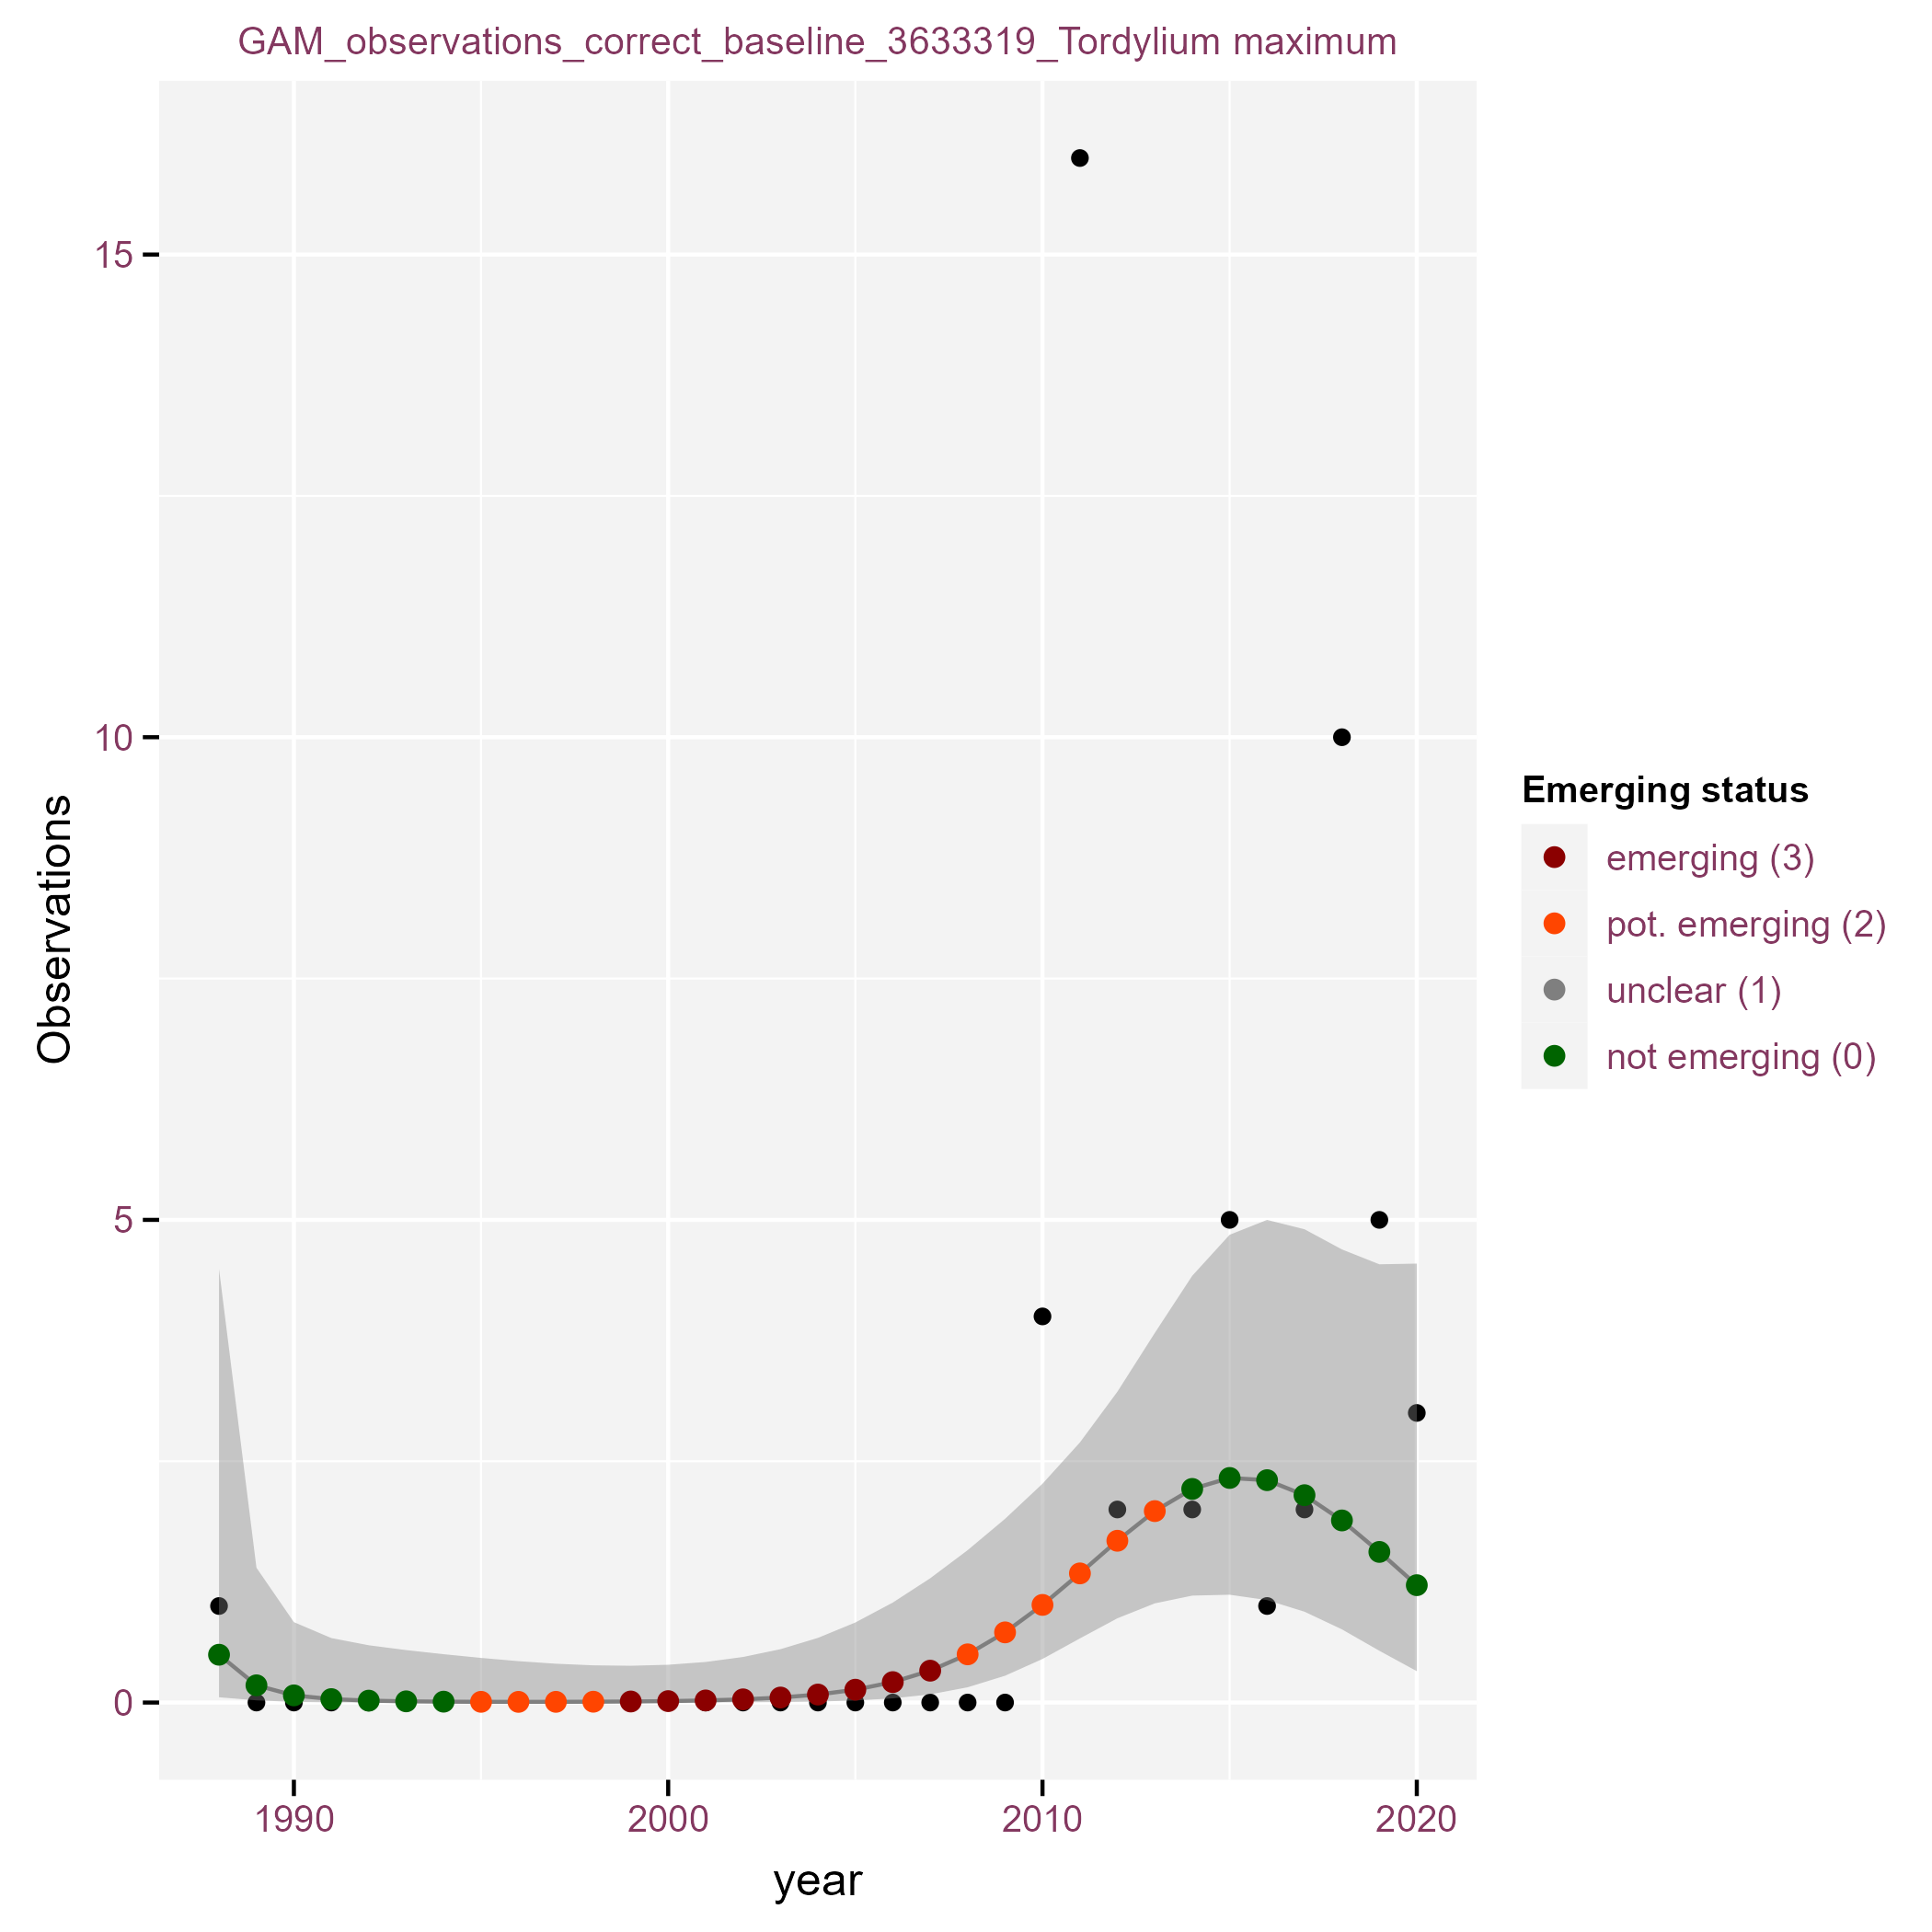 GAM_observations_correct_baseline_3633319_Tordylium maximum
15
10
5
0
Observations
1990
2000
2010
2020
year
Emerging status
emerging (3)
pot. emerging (2)
unclear (1)
not emerging (0)